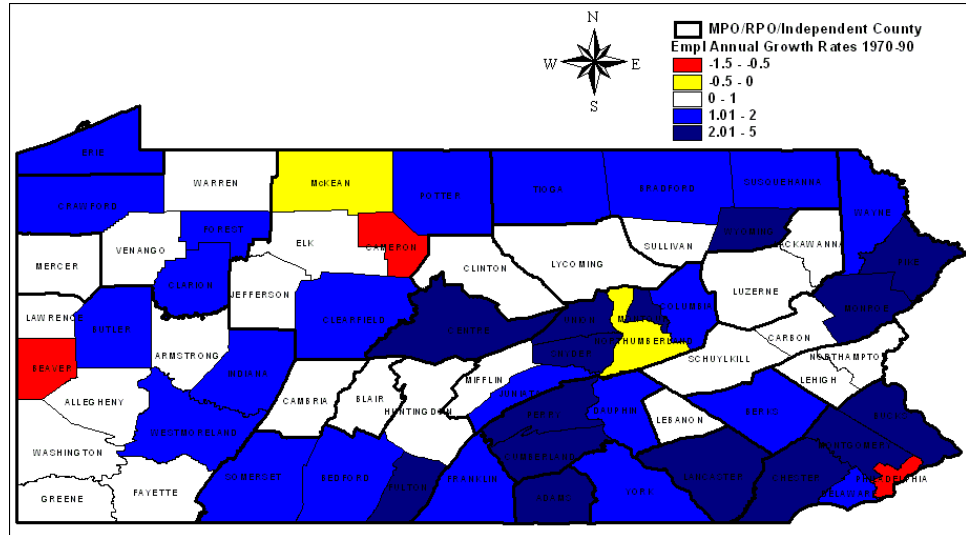 N
W E
S
MPO/RPO/Independent County
Empl Annual Growth Rates 1970-90
-1.5 - -0.5
-0.5 - 0
0 - 1
1.01 - 2
2.01 - 5
ERIE
CRAWFORD
WARREN
McKEAN
POTTER
TIOGA
BRADFORD
SUSQUEHANNA
WAYNE
FOREST
VENANGO
ELK
CAMERON
SULLIVAN
WYOMING
LACKAWANNA
MERCER
CLINTON
LYCOMING
PIKE
CLARION
JEFFERSON
LUZERNE
LAWRENCE
BUTLER
CLEARFIELD
CENTRE
UNION
COLUMBIA
MONROE
NORTHUMBERLAND
CARBON
BEAVER
ARMSTRONG
SNYDER
SCHUYLKILL
NORTHAMPTON
INDIANA
MIFFLIN
LEHIGH
ALLEGHENY
CAMBRIA
BLAIR
HUNTINGDON
JUNIATA
PERRY
DAUPHIN
LEBANON
BERKS
BUCKS
WESTMORELAND
MONTGOMERY
WASHINGTON
CUMBERLAND
SOMERSET
BEDFORD
FULTON
FRANKLIN
LANCASTER
CHESTER
PHILADELPHIA
GREENE
FAYETTE
ADAMS
YORK
DELAWARE